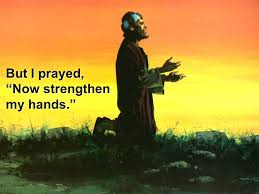 But I prayed,
“Now strengthen
my hands.”